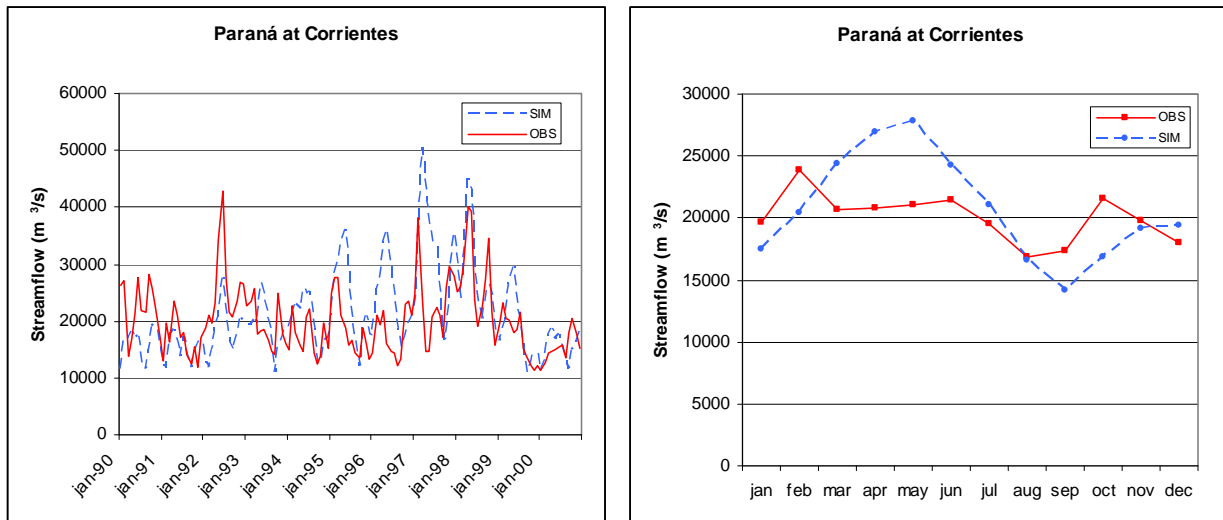 Paraná at Corrientes
60000
50000
40000
30000
20000
10000
0
Streamflow (m ³/s)
SIM
OBS
jan-90
jan-91
jan-92
jan-93
jan-94
jan-95
jan-96
jan-97
jan-98
jan-99
jan-00
Paraná at Corrientes
30000
25000
20000
15000
10000
5000
0
Streamflow (m ³/s)
OBS
SIM
jan feb mar apr may jun jul aug sep oct nov dec